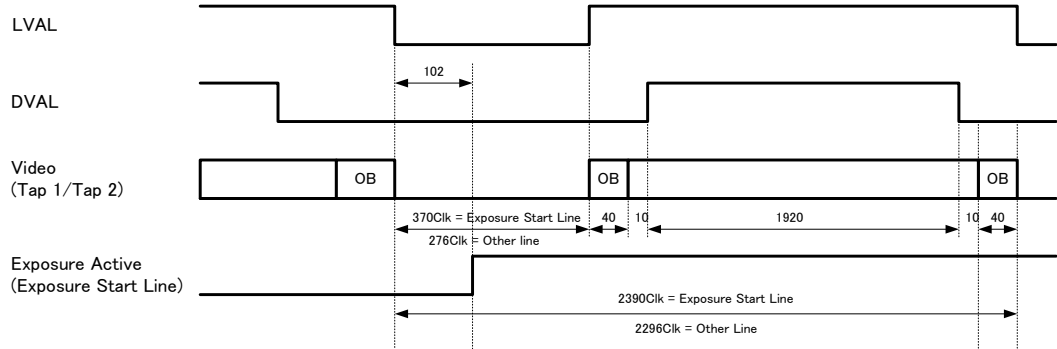 LVAL
102
DVAL
Video
(Tap 1/Tap 2)
OB
OB
OB
370Clk = Exposure Start Line
40
10
1920
10
40
276Clk = Other line
Exposure Active
(Exposure Start Line)
2390Clk = Exposure Start Line
2296Clk = Other Line